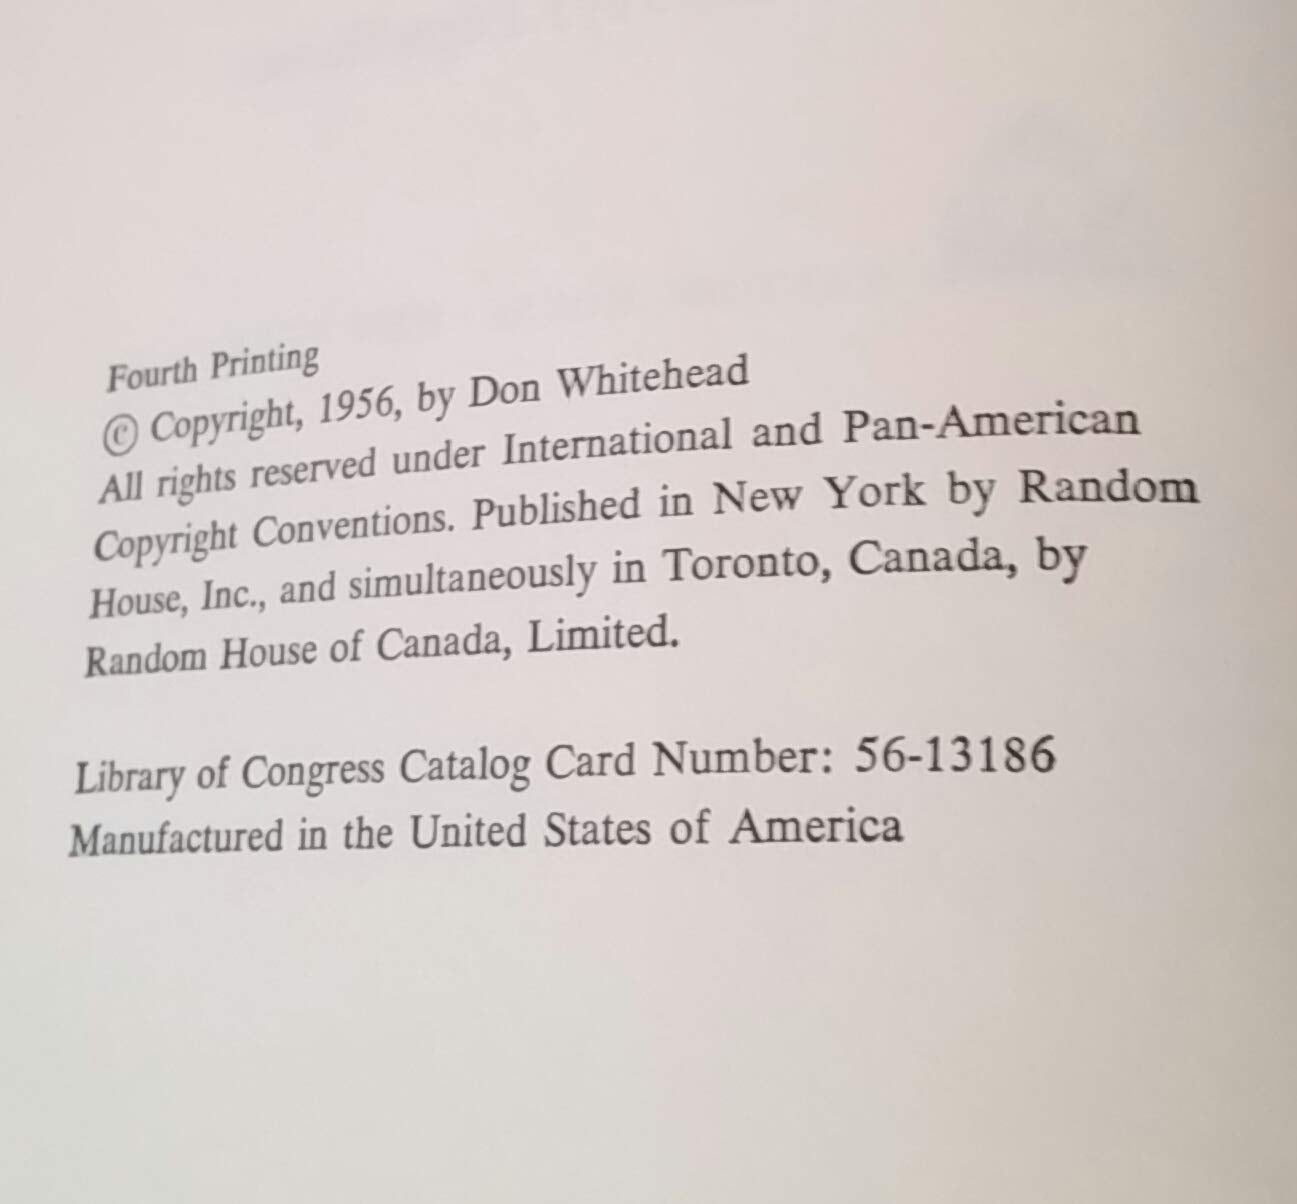 Fourth Printing
© Copyright, 1956, by Don Whitehead
All rights reserved under International and Pan-American
Copyright Conventions. Published in New York by Random
House, Inc., and simultaneously in Toronto, Canada, by
Random House of Canada, Limited.
Library of Congress Catalog Card Number: 56-13186
Manufactured in the United States of America